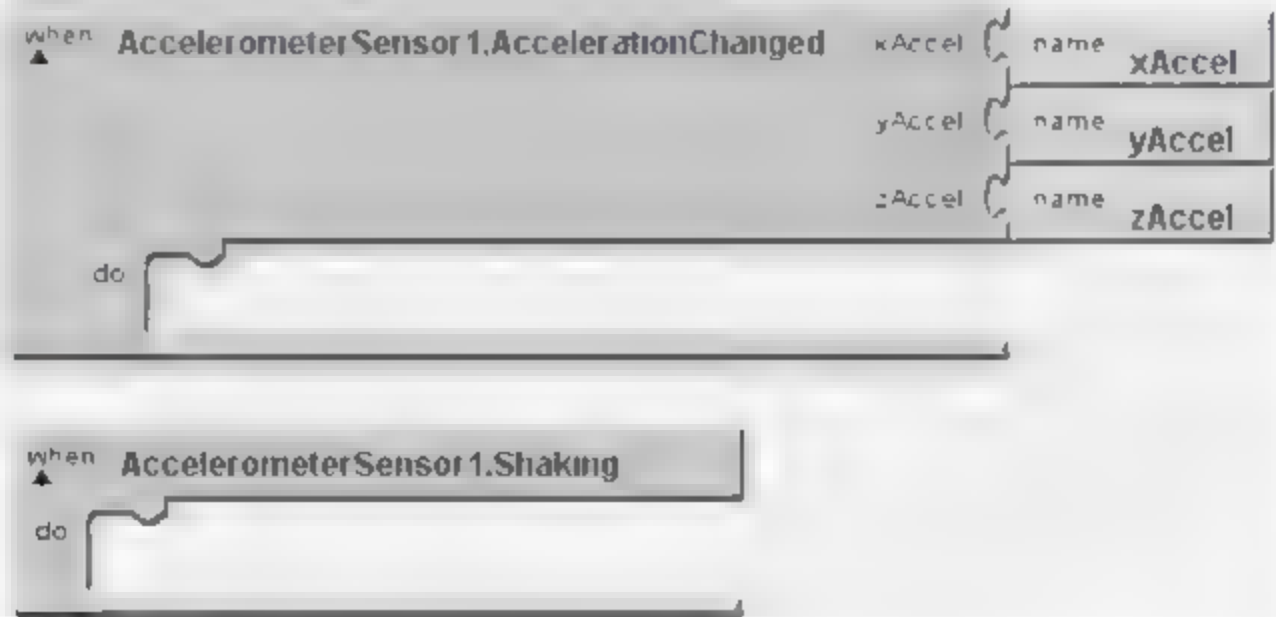 when AccelerometerSensor1.AccelerationChanged xAccel name xAccel
yAccel name yAccel
zAccel name zAccel
do
when AccelerometerSensor1.Shaking
do